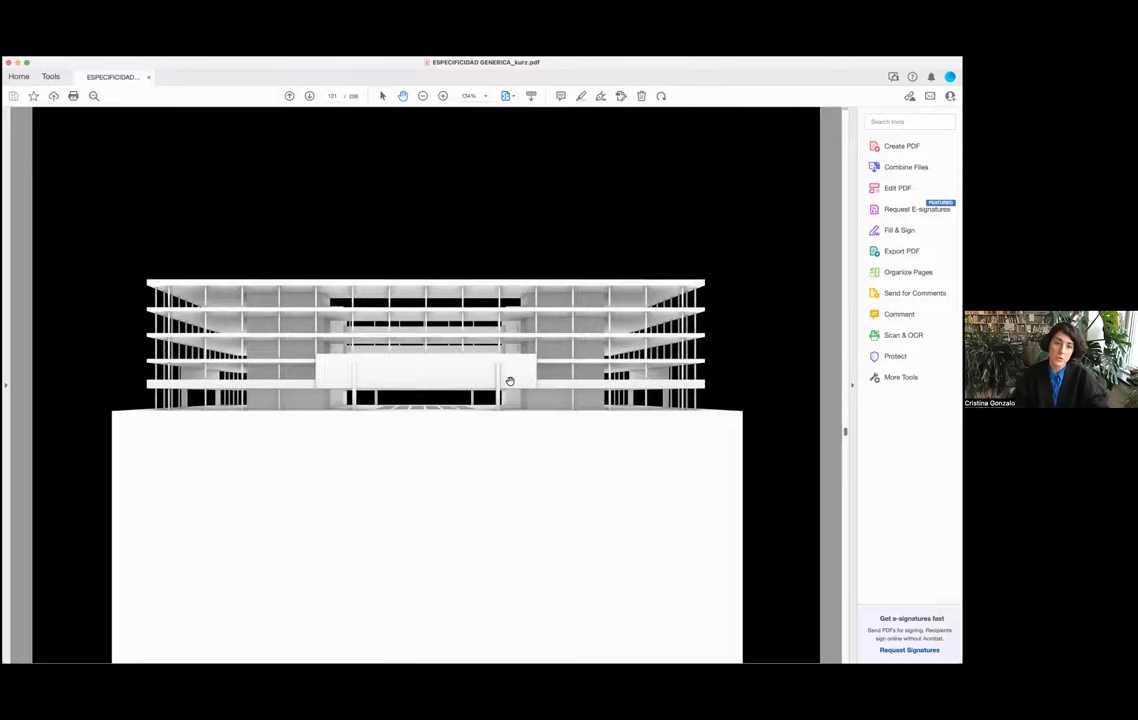 ESPECIFICIDAD GENERICA_kurz.pdf
Home Tools ESPECIFICIDAD... ×
121 / 206 134%
Search tools
Create PDF
Combine Files
Edit PDF
FEATURED
Request E-signatures
Fill & Sign
Export PDF
Organize Pages
Send for Comments
Comment
Scan & OCR
Protect
More Tools
Cristina Gonzalo
Get e-signatures fast
Send PDFs for signing. Recipients
sign online without Acrobat.
Request Signatures